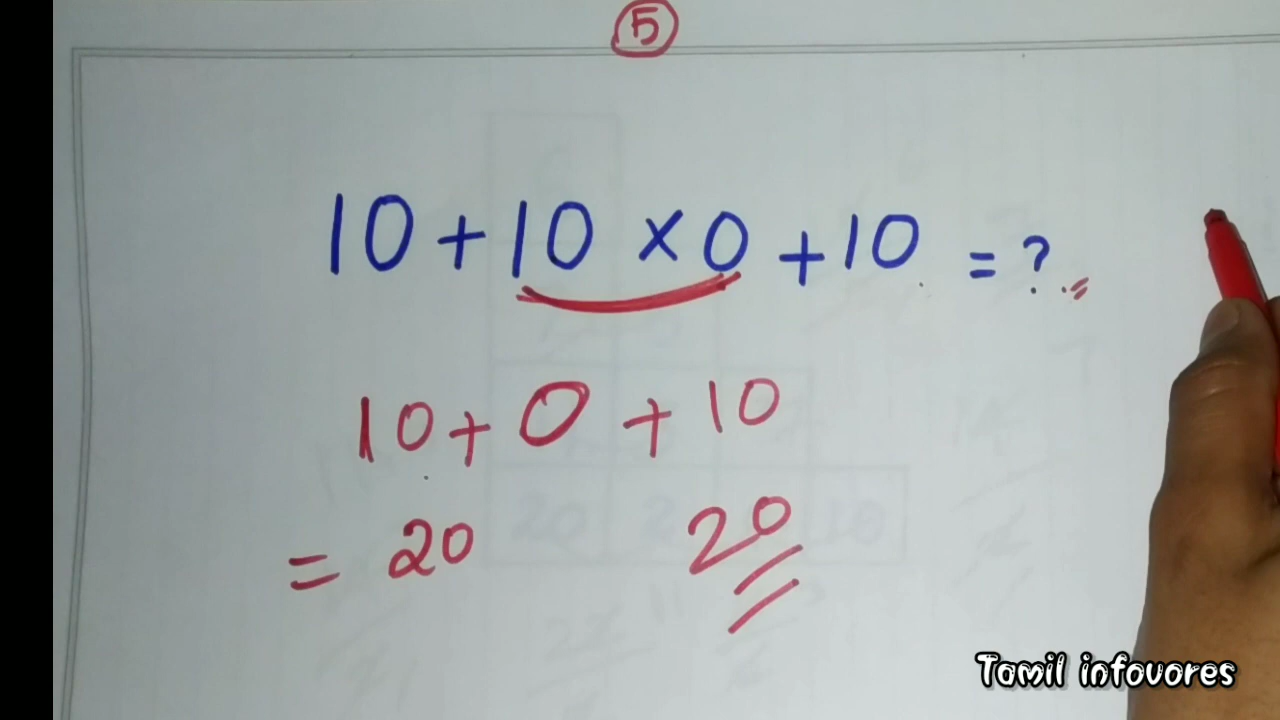 5
10 + 10 × 0 + 10 = ?
10 + 0 + 10
= 20 20
Tamil infovores